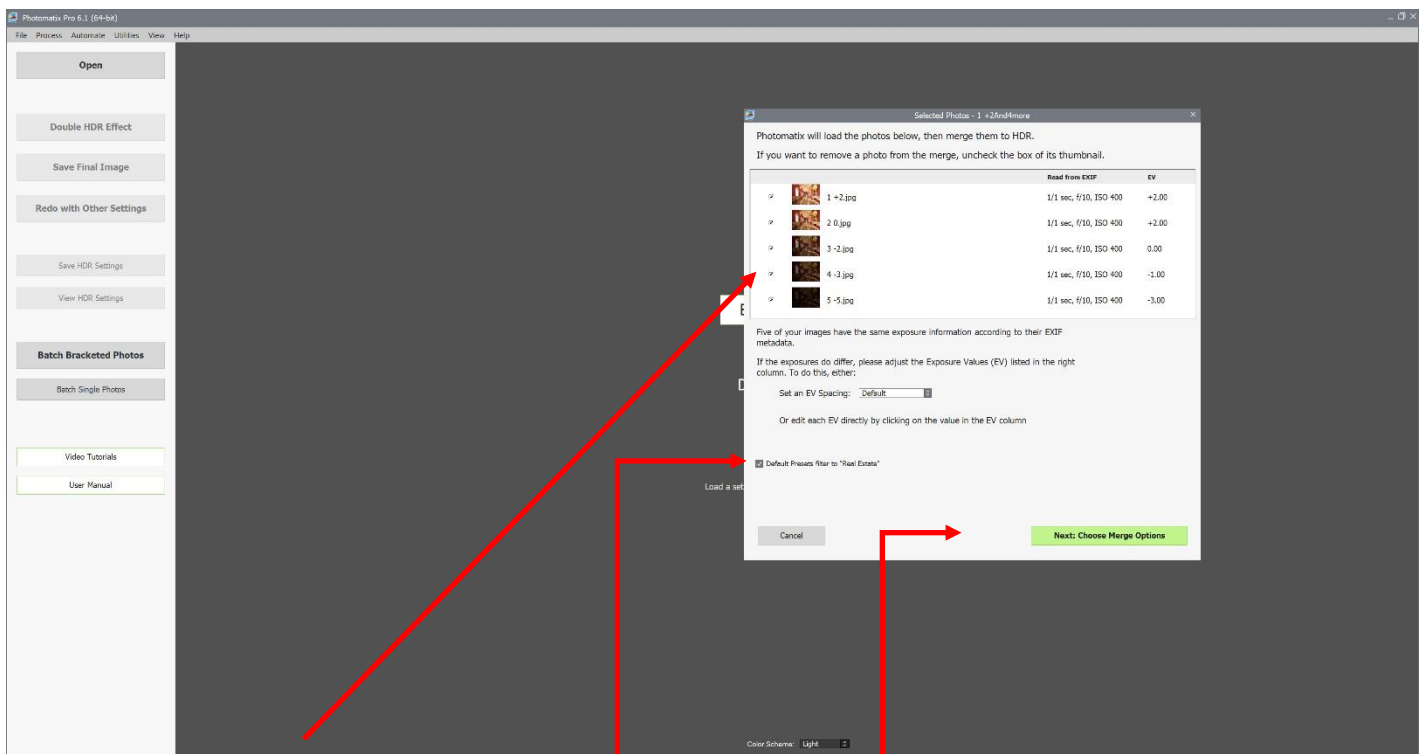 Photomatix Pro 6.1 (64-bit)
File Process Automate Utilities View Help
Open
Double HDR Effect
Save Final Image
Redo with Other Settings
Save HDR Settings
View HDR Settings
Batch Bracketed Photos
Batch Single Photos
Video Tutorials
User Manual
Selected Photos - 1 +2And4more
Photomatix will load the photos below, then merge them to HDR.
If you want to remove a photo from the merge, uncheck the box of its thumbnail.
Read from EXIF EV
1 +2.jpg 1/1 sec, f/10, ISO 400 +2.00
2 0.jpg 1/1 sec, f/10, ISO 400 +2.00
3 -2.jpg 1/1 sec, f/10, ISO 400 0.00
4 -3.jpg 1/1 sec, f/10, ISO 400 -1.00
5 -5.jpg 1/1 sec, f/10, ISO 400 -3.00
Five of your images have the same exposure information according to their EXIF
metadata.
If the exposures do differ, please adjust the Exposure Values (EV) listed in the right
column. To do this, either:
Set an EV Spacing: Default
Or edit each EV directly by clicking on the value in the EV column
Default Presets filter to "Real Estate"
Cancel
Next: Choose Merge Options
Load a set
Color Scheme: Light